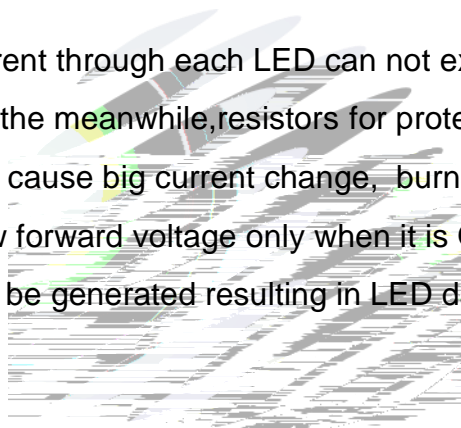 rent through each LED can not ex
the meanwhile,resistors for prote
cause big current change, burn
forward voltage only when it is
be generated resulting in LED d